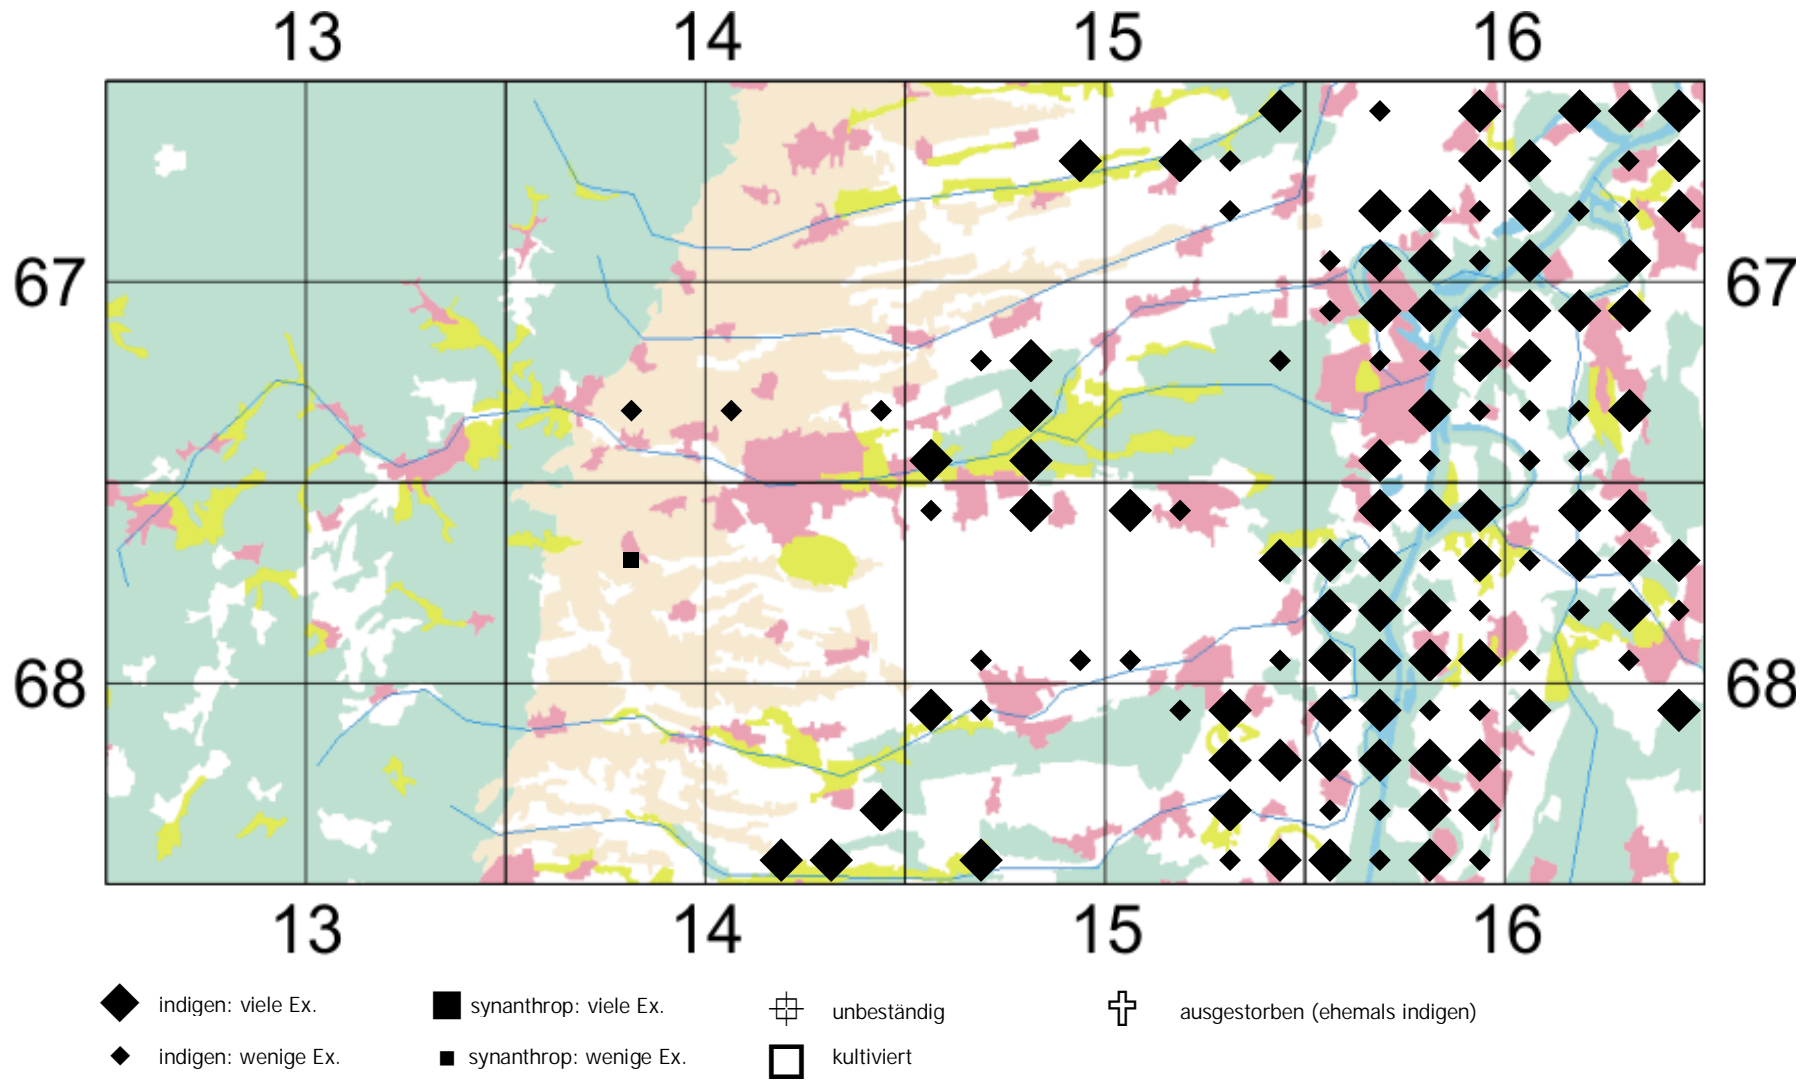 13 14 15 16
67 67
68 68
13 14 15 16
indigen: viele Ex. synanthrop: viele Ex. unbeständig ausgestorben (ehemals indigen)
indigen: wenige Ex. synanthrop: wenige Ex. kultiviert